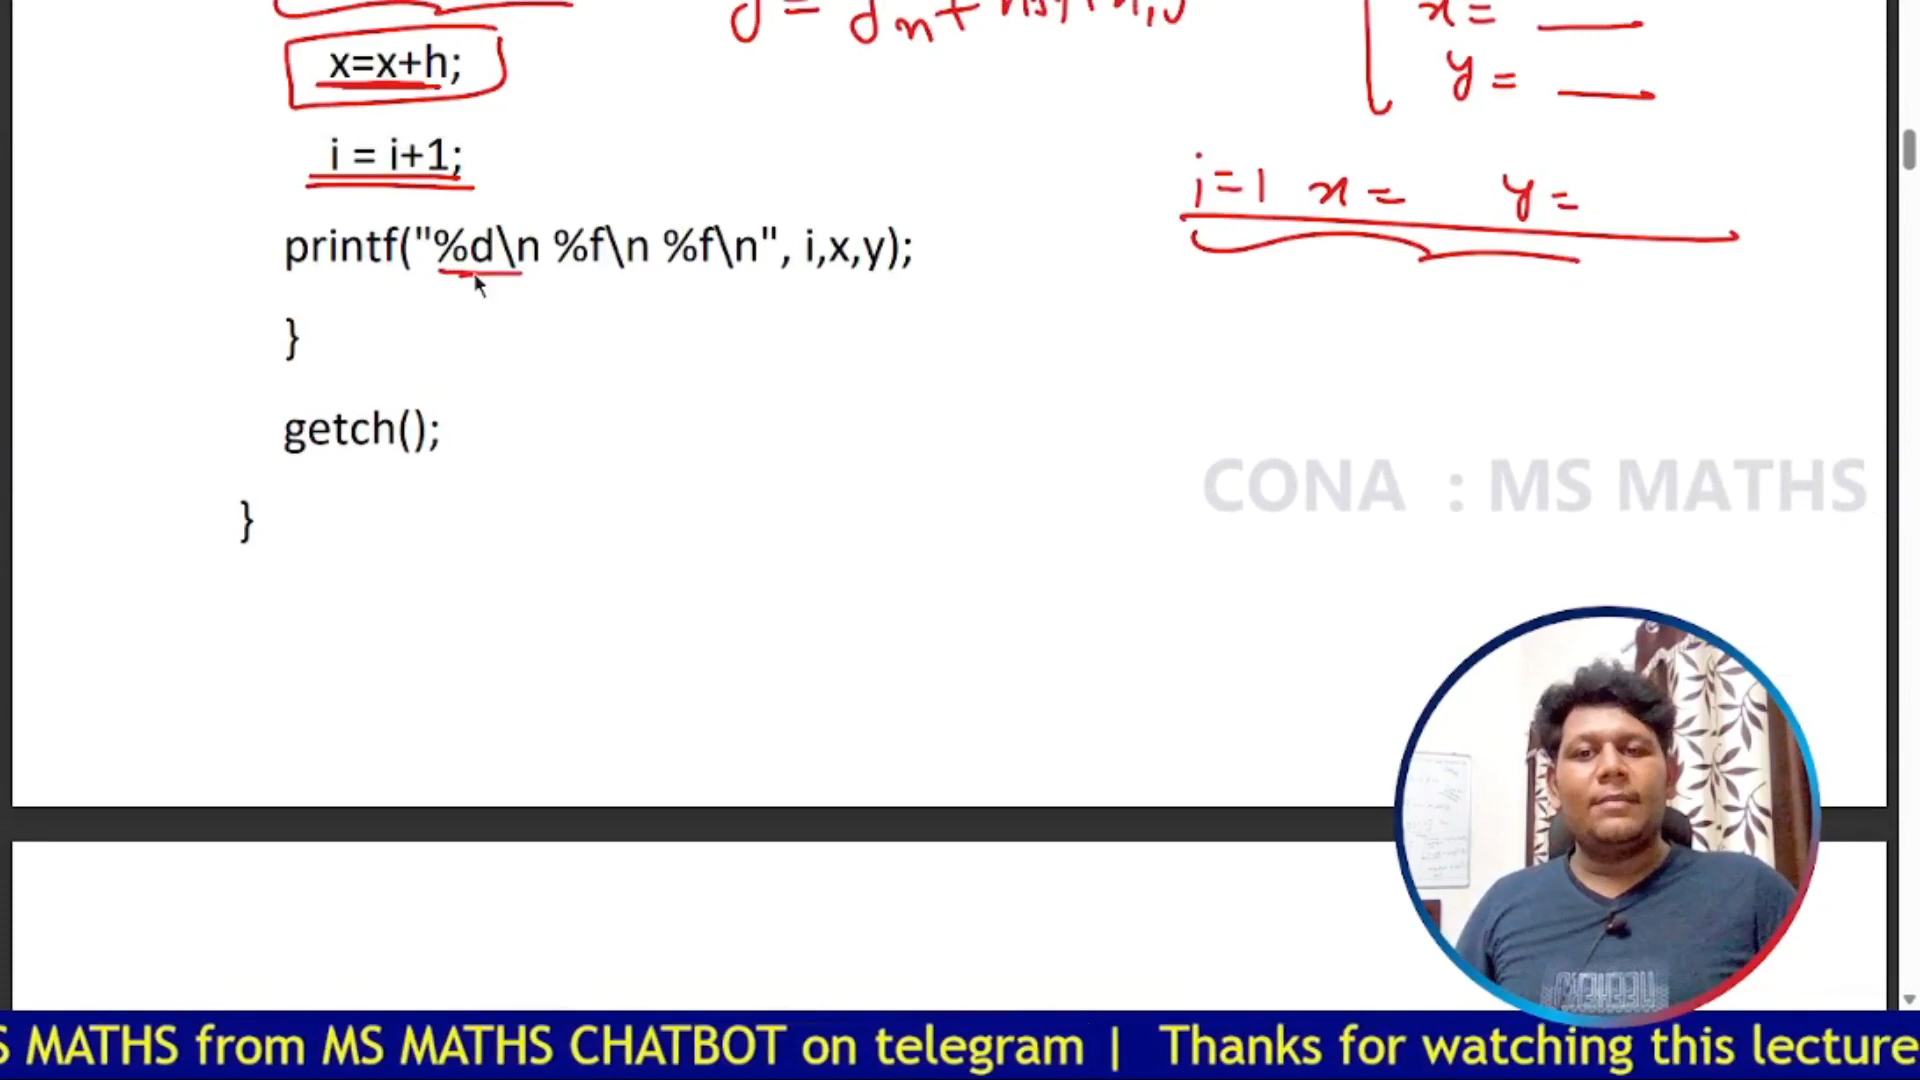 x=x+h;
x =
y =
i = i+1;
i=1 x = y =
printf("%d\n %f\n %f\n", i,x,y);
}
getch();
}
CONA : MS MATHS
S MATHS from MS MATHS CHATBOT on telegram | Thanks for watching this lecture